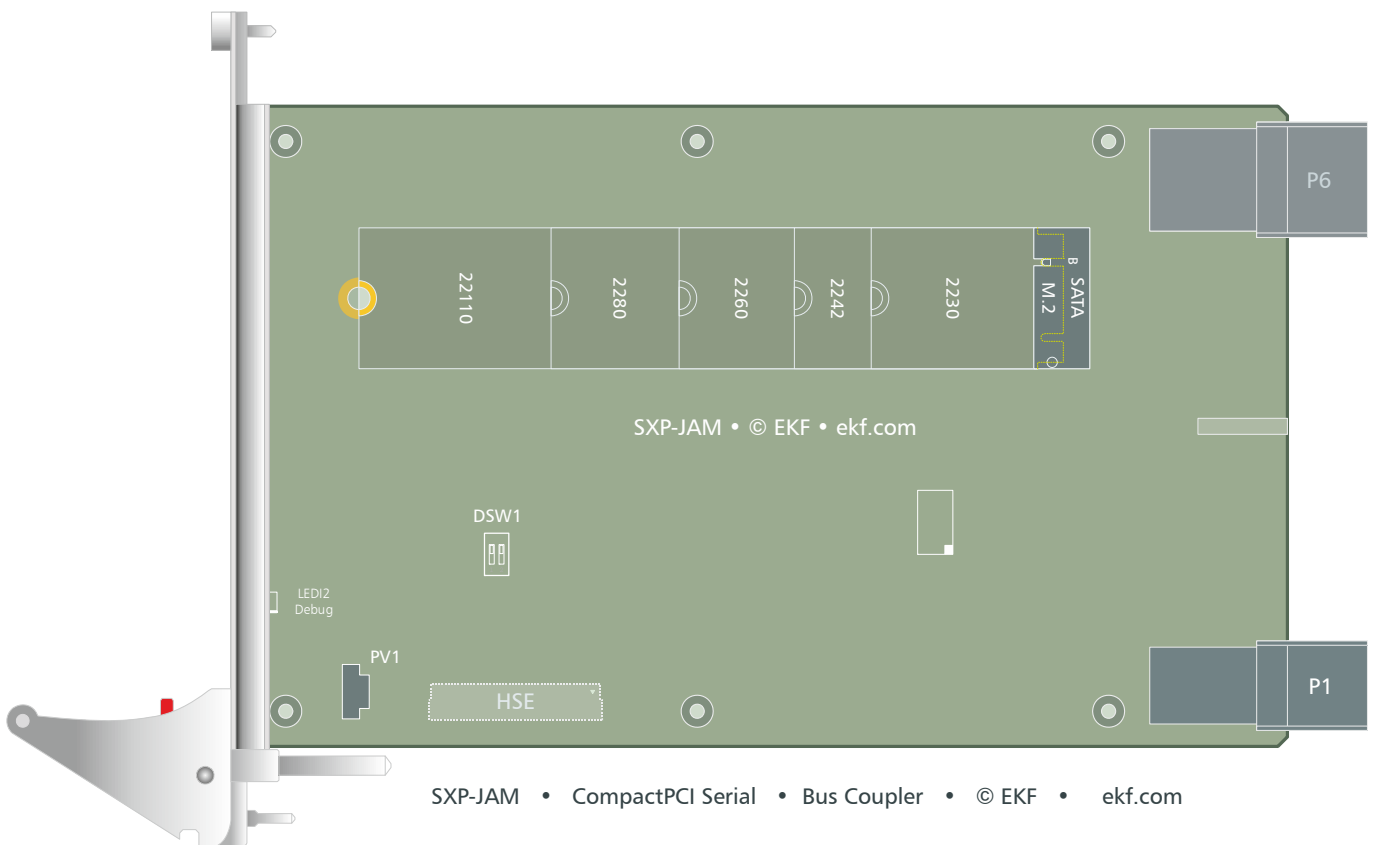 P6
22110
2280
2260
2242
2230
M.2
B
SATA
SXP-JAM • © EKF • ekf.com
DSW1
LEDI2
Debug
PV1
HSE
P1
SXP-JAM • CompactPCI Serial • Bus Coupler • © EKF • ekf.com